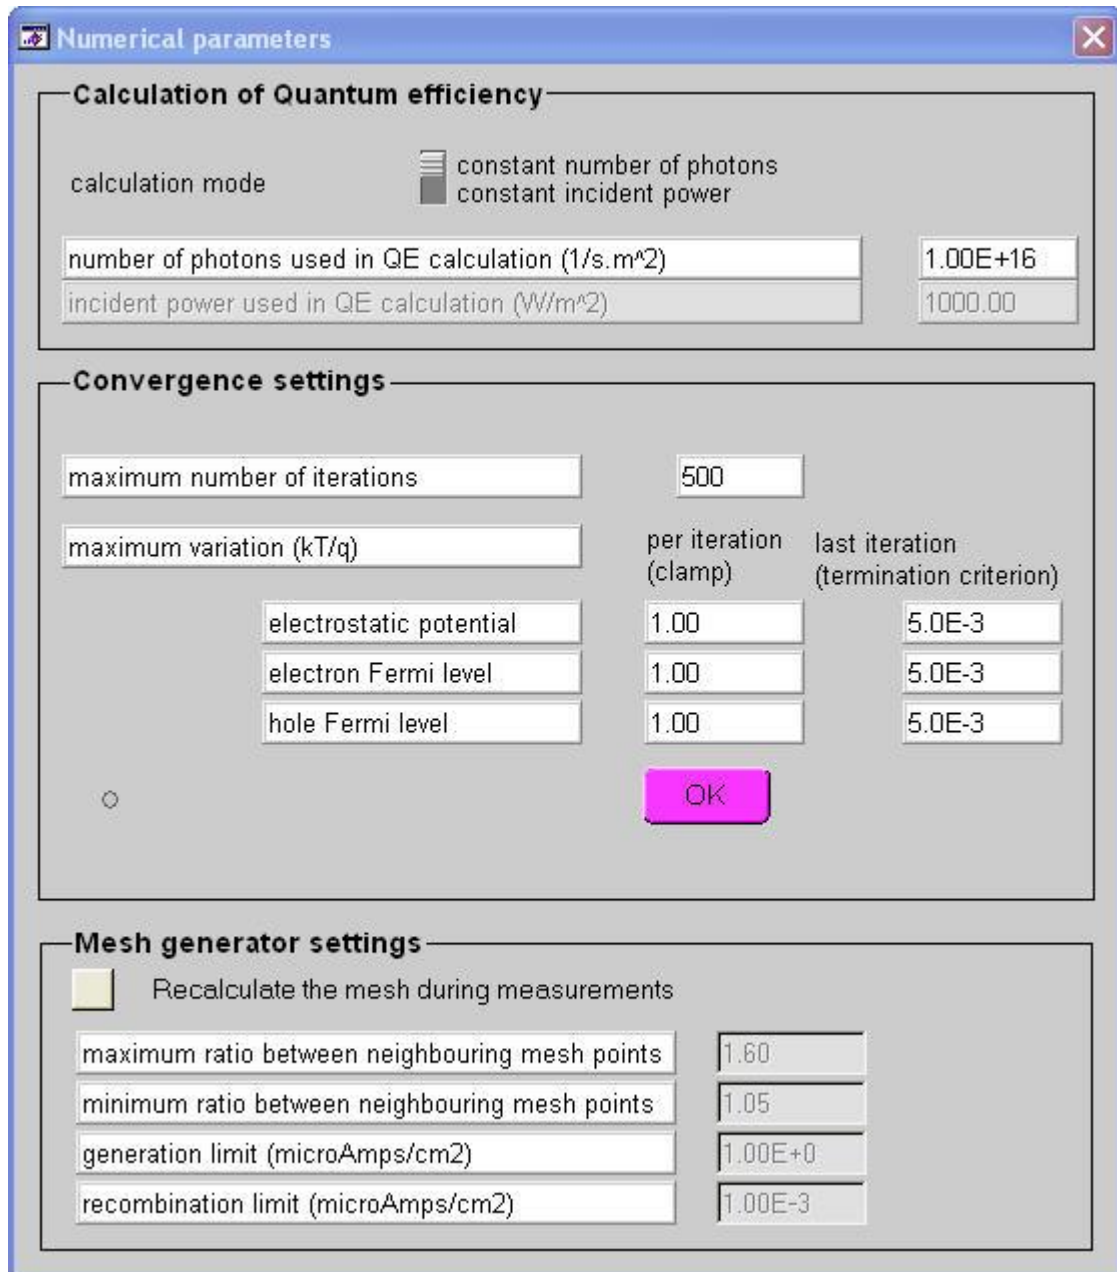 Numerical parameters
Calculation of Quantum efficiency
calculation mode
constant number of photons
constant incident power
number of photons used in QE calculation (1/s.m^2) 1.00E+16
incident power used in QE calculation (W/m^2) 1000.00
Convergence settings
maximum number of iterations 500
maximum variation (kT/q)
per iteration
(clamp)
last iteration
(termination criterion)
electrostatic potential 1.00 5.0E-3
electron Fermi level 1.00 5.0E-3
hole Fermi level 1.00 5.0E-3
OK
Mesh generator settings
Recalculate the mesh during measurements
maximum ratio between neighbouring mesh points 1.60
minimum ratio between neighbouring mesh points 1.05
generation limit (microAmps/cm2) 1.00E+0
recombination limit (microAmps/cm2) 1.00E-3